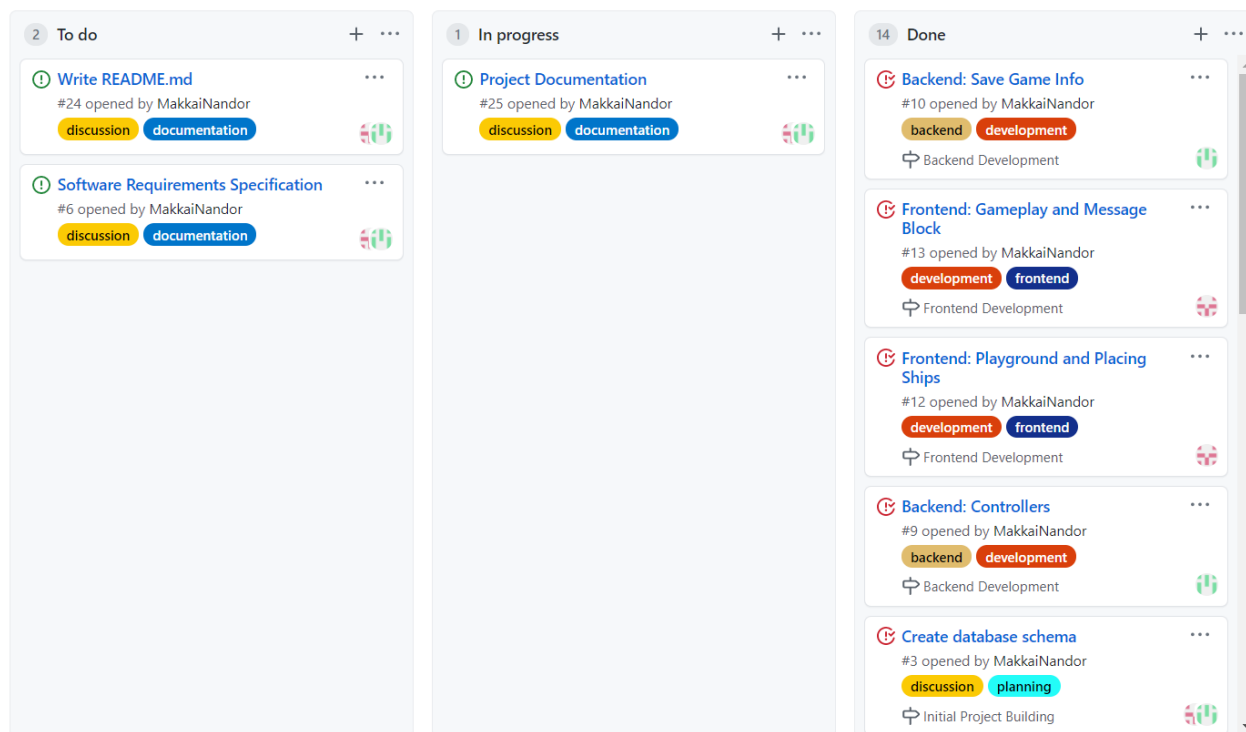 2 To do
Write README.md
#24 opened by MakkaiNandor
discussion documentation
Software Requirements Specification
#6 opened by MakkaiNandor
discussion documentation
1 In progress
Project Documentation
#25 opened by MakkaiNandor
discussion documentation
14 Done
Backend: Save Game Info
#10 opened by MakkaiNandor
backend development
Backend Development
Frontend: Gameplay and Message
Block
#13 opened by MakkaiNandor
development frontend
Frontend Development
Frontend: Playground and Placing
Ships
#12 opened by MakkaiNandor
development frontend
Frontend Development
Backend: Controllers
#9 opened by MakkaiNandor
backend development
Backend Development
Create database schema
#3 opened by MakkaiNandor
discussion planning
Initial Project Building